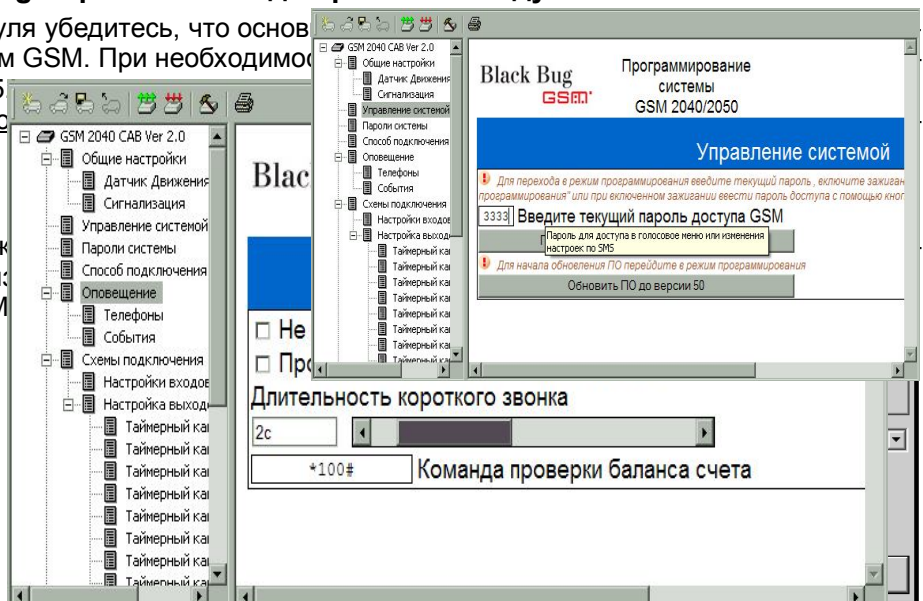 уля убедитесь, что основ
м GSM. При необходимос
GSM 2040 CAB Ver 2.0
Общие настройки
Датчик Движения
Сигнализация
Управление системой
Пароли системы
Способ подключения
Оповещение
Телефоны
События
Схемы подключения
Настройки входов
Настройка выходо
Таймерный ка
Таймерный ка
Таймерный ка
Таймерный ка
Таймерный ка
Таймерный ка
Таймерный ка
Таймерный ка
Black Bug
GSM
Программирование
системы
GSM 2040/2050
Управление системой
Для перехода в режим программирования введите текущий пароль, включите зажиган
программирования" или при включенном зажигании ввести пароль доступа с помощью кноп
3333 Введите текущий пароль доступа GSM
Пароль для доступа в голосовое меню или изменения
настроек по SMS
Для начала обновления ПО перейдите в режим программирования
Обновить ПО до версии 50
GSM 2040 CAB Ver 2.0
Общие настройки
Датчик Движения
Сигнализация
Управление системой
Пароли системы
Способ подключения
Оповещение
Телефоны
События
Схемы подключения
Настройки входов
Настройка выходо
Таймерный ка
Таймерный ка
Таймерный ка
Таймерный ка
Таймерный ка
Таймерный ка
Таймерный ка
Таймерный ка
Blac
Не
Про
Длительность короткого звонка
2с
*100# Команда проверки баланса счета